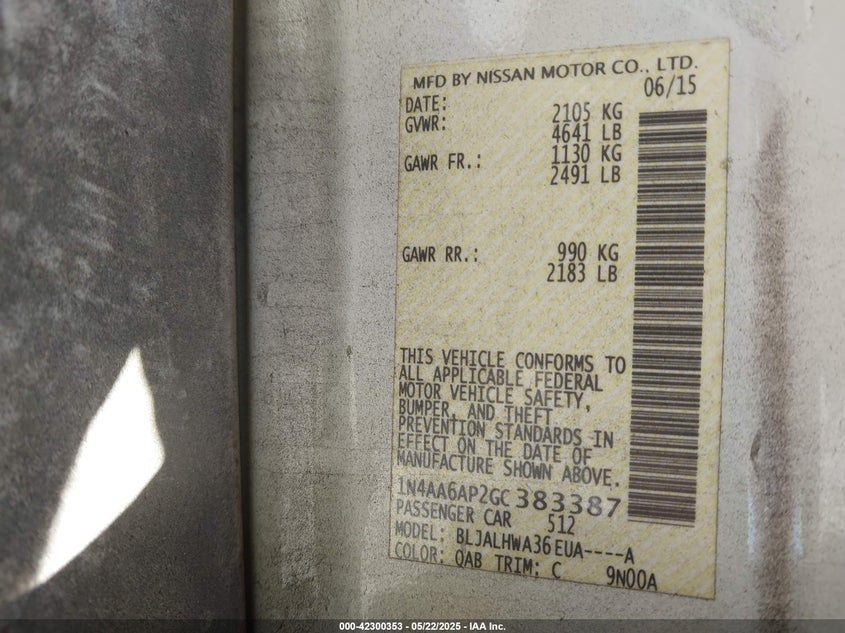 MFD BY NISSAN MOTOR CO., LTD.
DATE: 06/15
GVWR: 2105 KG
4641 LB
GAWR FR.: 1130 KG
2491 LB
GAWR RR.: 990 KG
2183 LB
THIS VEHICLE CONFORMS TO
ALL APPLICABLE FEDERAL
MOTOR VEHICLE SAFETY,
BUMPER, AND THEFT
PREVENTION STANDARDS IN
EFFECT ON THE DATE OF
MANUFACTURE SHOWN ABOVE.
1N4AA6AP2GC383387
PASSENGER CAR 512
MODEL: BLJALHWA36EUA----A
COLOR: QAB TRIM: C 9N00A
000-42300353 - 05/22/2025 - IAA Inc.